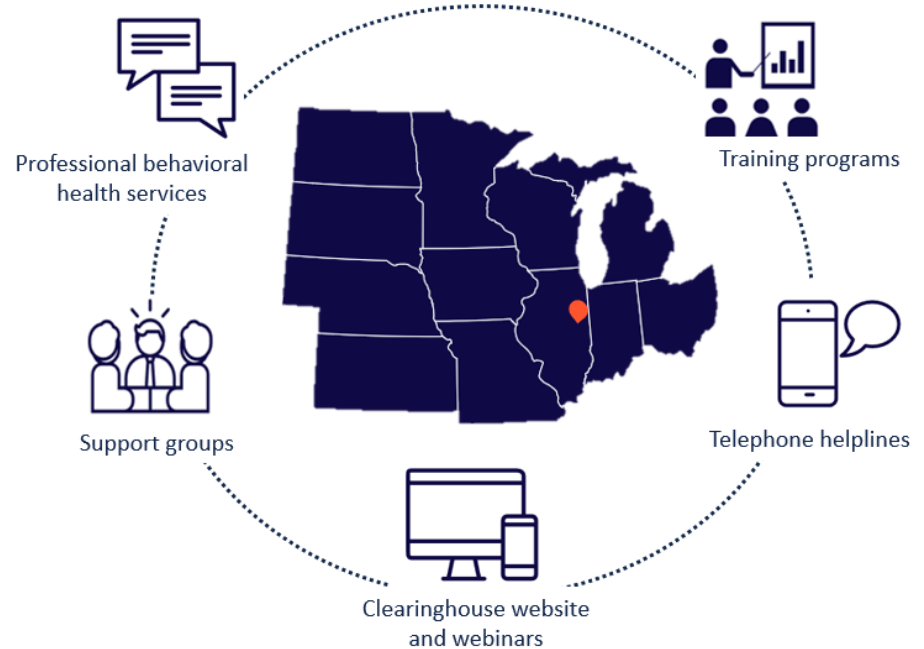 Professional behavioral
health services
Training programs
Support groups
Telephone helplines
Clearinghouse website
and webinars